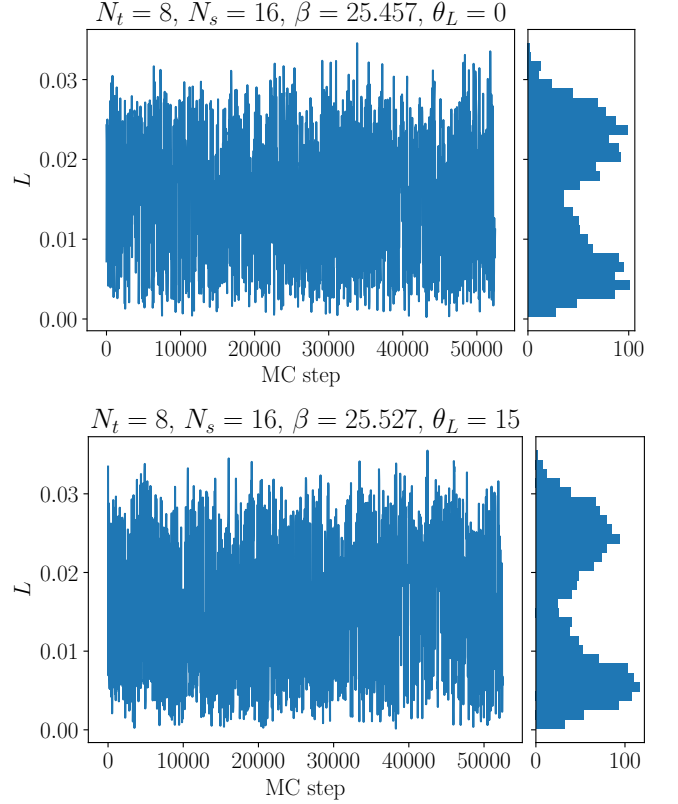 N_t = 8, N_s = 16, β = 25.457, θ_L = 0
0.03
0.02
0.01
0.00
L
0 10000 20000 30000 40000 50000
MC step
0 100
N_t = 8, N_s = 16, β = 25.527, θ_L = 15
0.03
0.02
0.01
0.00
L
0 10000 20000 30000 40000 50000
MC step
0 100